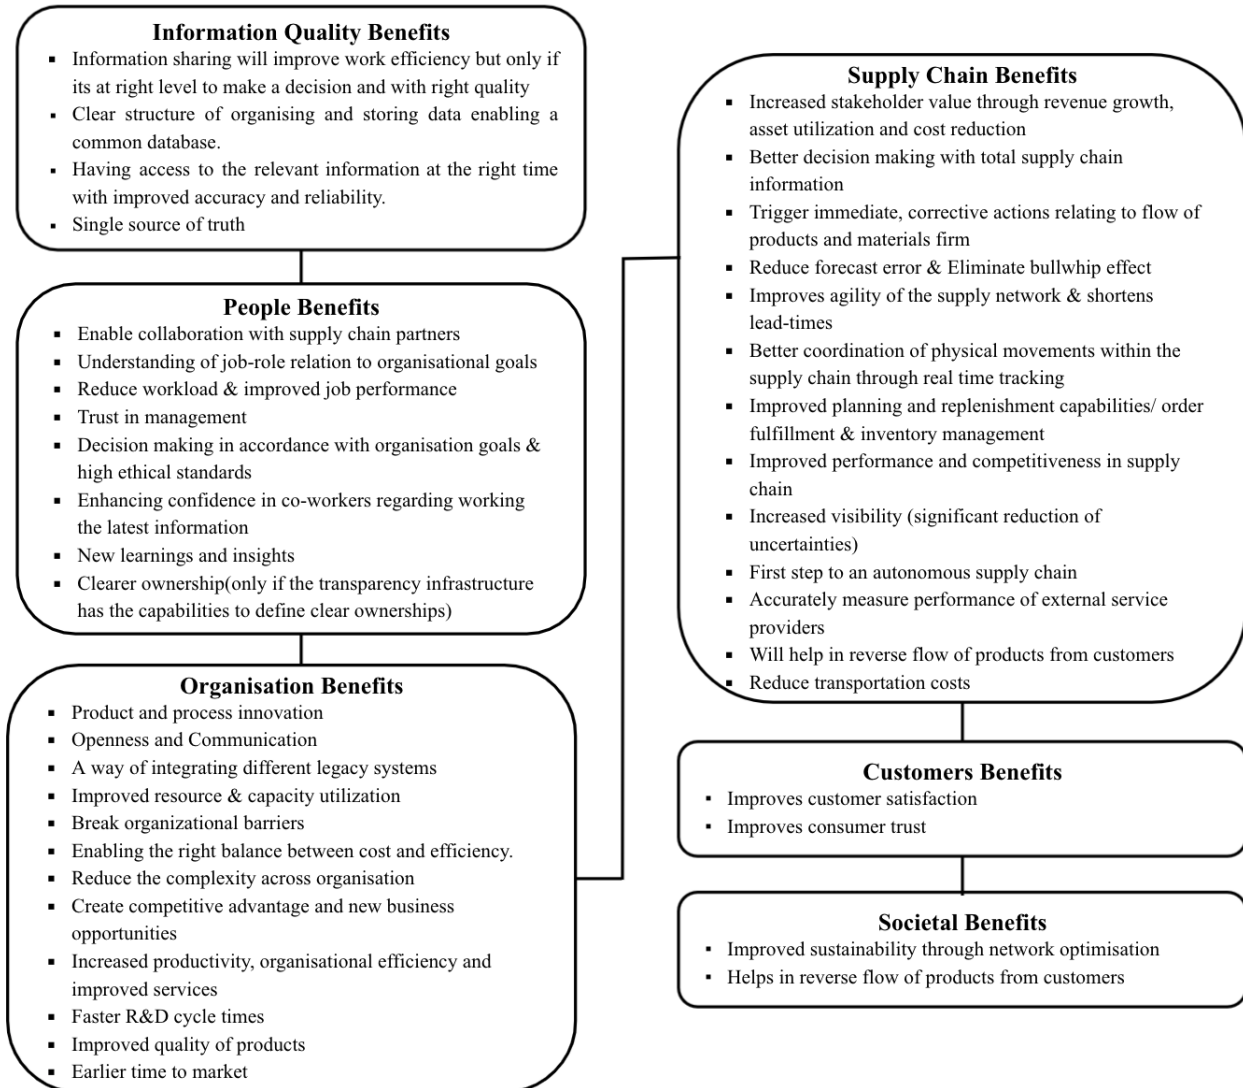 Information Quality Benefits
▪ Information sharing will improve work efficiency but only if
its at right level to make a decision and with right quality
▪ Clear structure of organising and storing data enabling a
common database.
▪ Having access to the relevant information at the right time
with improved accuracy and reliability.
▪ Single source of truth
People Benefits
▪ Enable collaboration with supply chain partners
▪ Understanding of job-role relation to organisational goals
▪ Reduce workload & improved job performance
▪ Trust in management
▪ Decision making in accordance with organisation goals &
high ethical standards
▪ Enhancing confidence in co-workers regarding working
the latest information
▪ New learnings and insights
▪ Clearer ownership(only if the transparency infrastructure
has the capabilities to define clear ownerships)
Organisation Benefits
▪ Product and process innovation
▪ Openness and Communication
▪ A way of integrating different legacy systems
▪ Improved resource & capacity utilization
▪ Break organizational barriers
▪ Enabling the right balance between cost and efficiency.
▪ Reduce the complexity across organisation
▪ Create competitive advantage and new business
opportunities
▪ Increased productivity, organisational efficiency and
improved services
▪ Faster R&D cycle times
▪ Improved quality of products
▪ Earlier time to market
Supply Chain Benefits
▪ Increased stakeholder value through revenue growth,
asset utilization and cost reduction
▪ Better decision making with total supply chain
information
▪ Trigger immediate, corrective actions relating to flow of
products and materials firm
▪ Reduce forecast error & Eliminate bullwhip effect
▪ Improves agility of the supply network & shortens
lead-times
▪ Better coordination of physical movements within the
supply chain through real time tracking
▪ Improved planning and replenishment capabilities/ order
fulfillment & inventory management
▪ Improved performance and competitiveness in supply
chain
▪ Increased visibility (significant reduction of
uncertainties)
▪ First step to an autonomous supply chain
▪ Accurately measure performance of external service
providers
▪ Will help in reverse flow of products from customers
▪ Reduce transportation costs
Customers Benefits
▪ Improves customer satisfaction
▪ Improves consumer trust
Societal Benefits
▪ Improved sustainability through network optimisation
▪ Helps in reverse flow of products from customers